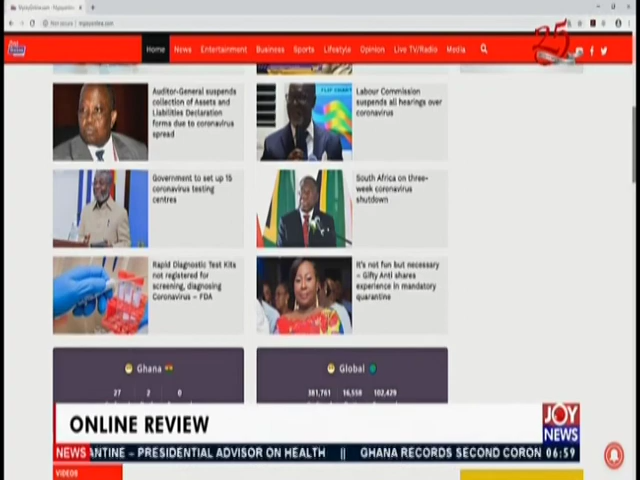 Not secure | myjoyonline.com
Home News Entertainment Business Sports Lifestyle Opinion Live TV/Radio Media
25
Auditor-General suspends
collection of Assets and
Liabilities Declaration
forms due to coronavirus
spread
Labour Commission
suspends all hearings over
coronavirus
Government to set up 15
coronavirus testing
centres
South Africa on three-
week coronavirus
shutdown
Rapid Diagnostic Test Kits
not registered for
screening, diagnosing
Coronavirus – FDA
It's not fun but necessary
– Gifty Anti shares
experience in mandatory
quarantine
Ghana
Global
27 2 0
381,761 16,558 102,429
ONLINE REVIEW
JOY
NEWS
NEWS ANTINE – PRESIDENTIAL ADVISOR ON HEALTH || GHANA RECORDS SECOND CORON 06:59
VIDEOS